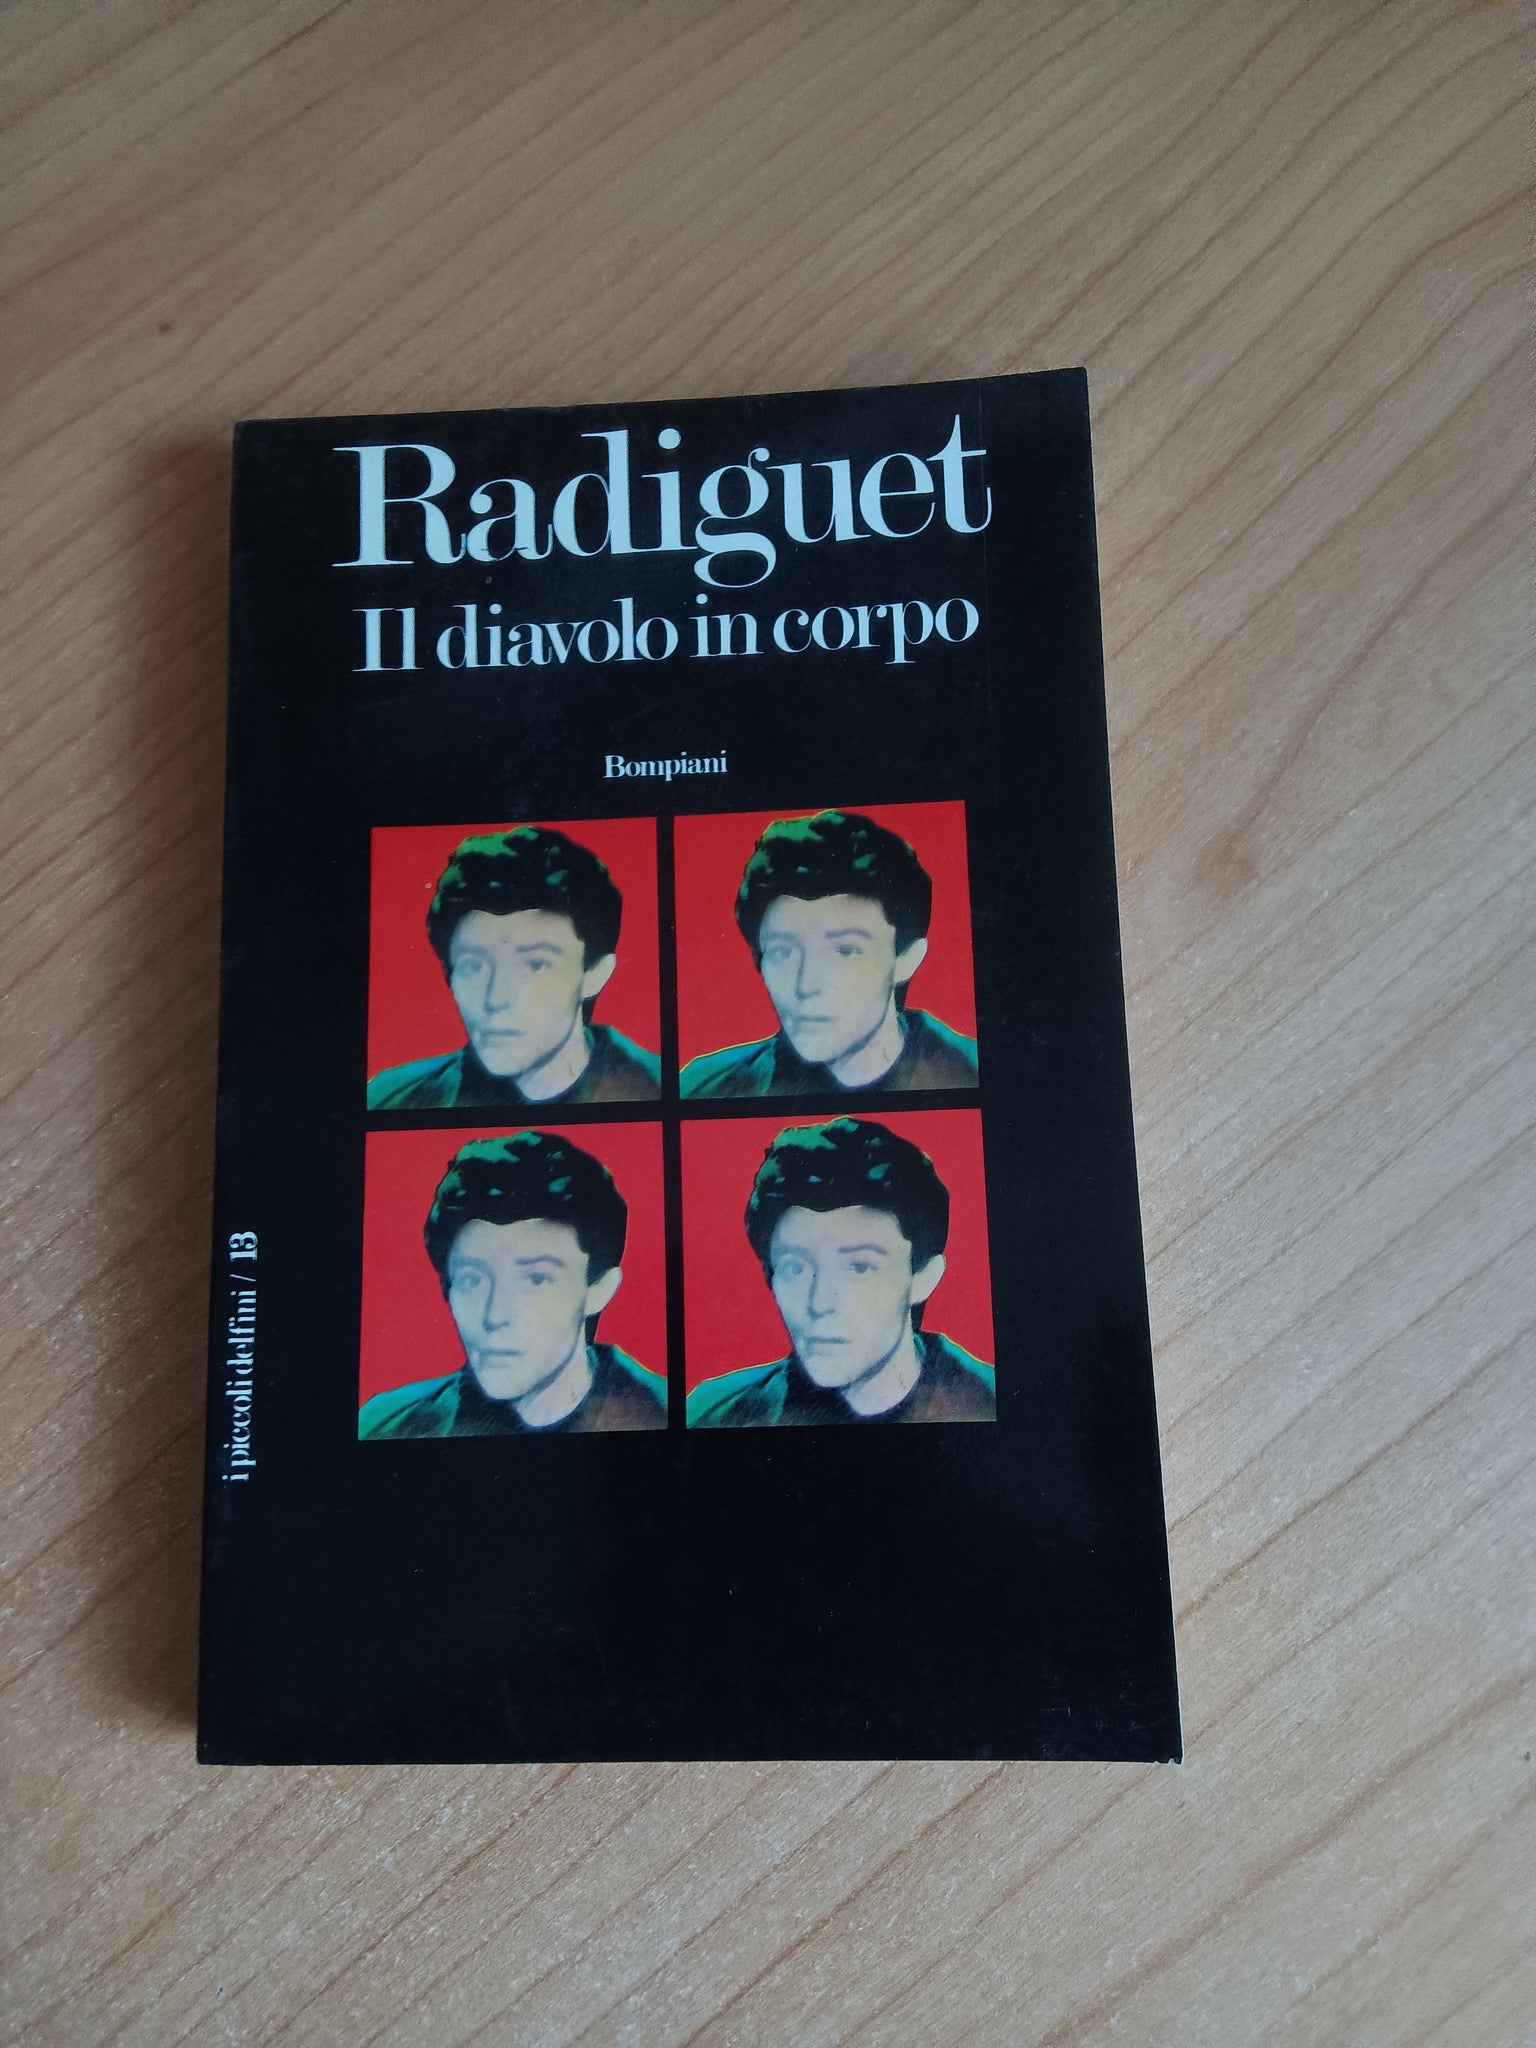 Radiguet
Il diavolo in corpo
Bompiani
i piccoli delfini / 13